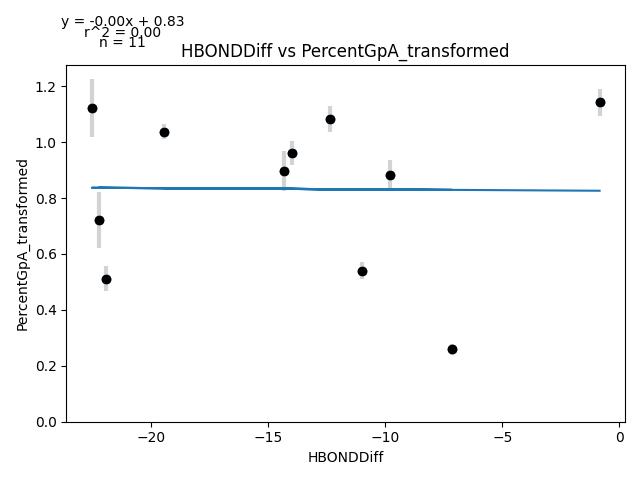 y = -0.00x + 0.83
r^2 = 0.00
n = 11
HBONDDiff vs PercentGpA_transformed
1.2
1.0
0.8
0.6
0.4
0.2
0.0
PercentGpA_transformed
−20
−15
−10
−5
0
HBONDDiff